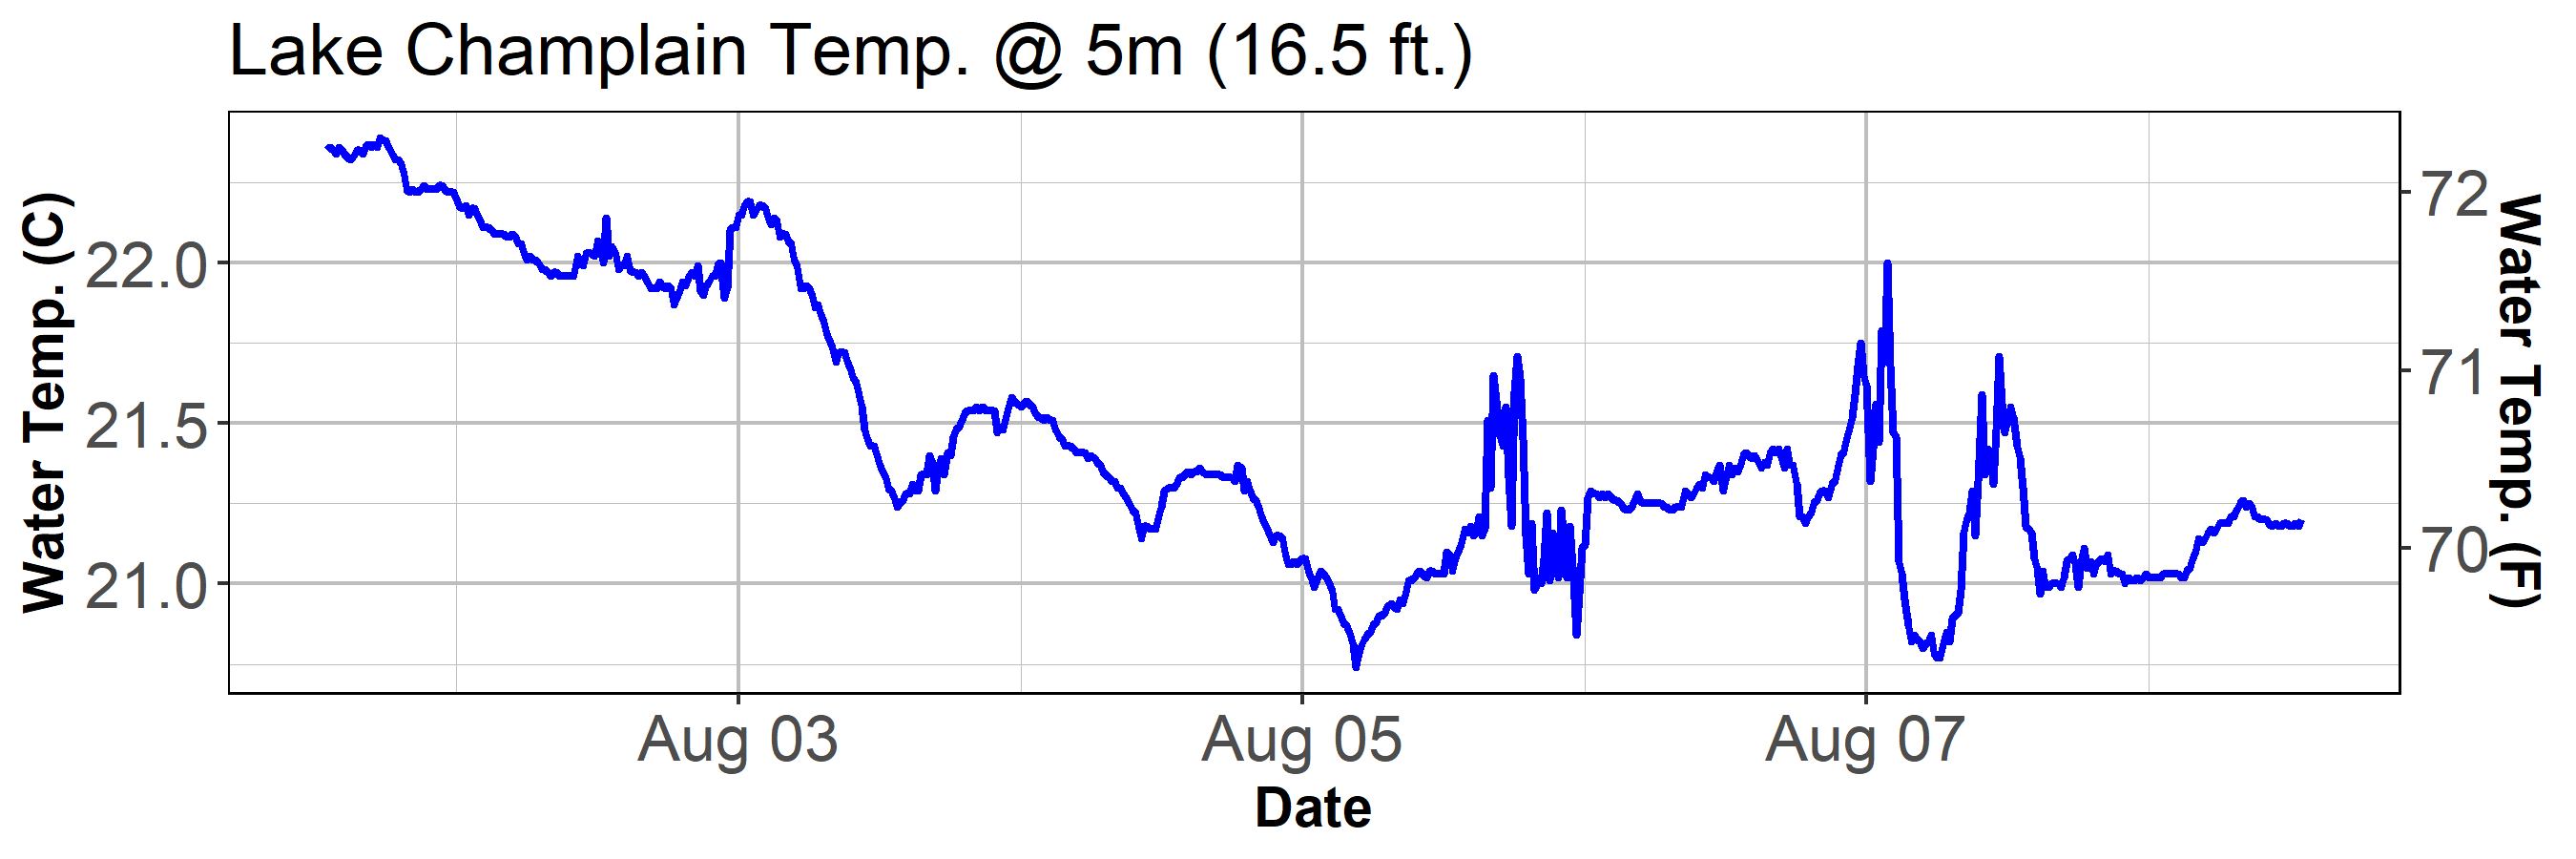 Lake Champlain Temp. @ 5m (16.5 ft.)
Water Temp. (C)
22.0
21.5
21.0
72
71
70
Water Temp. (F)
Aug 03
Aug 05
Aug 07
Date